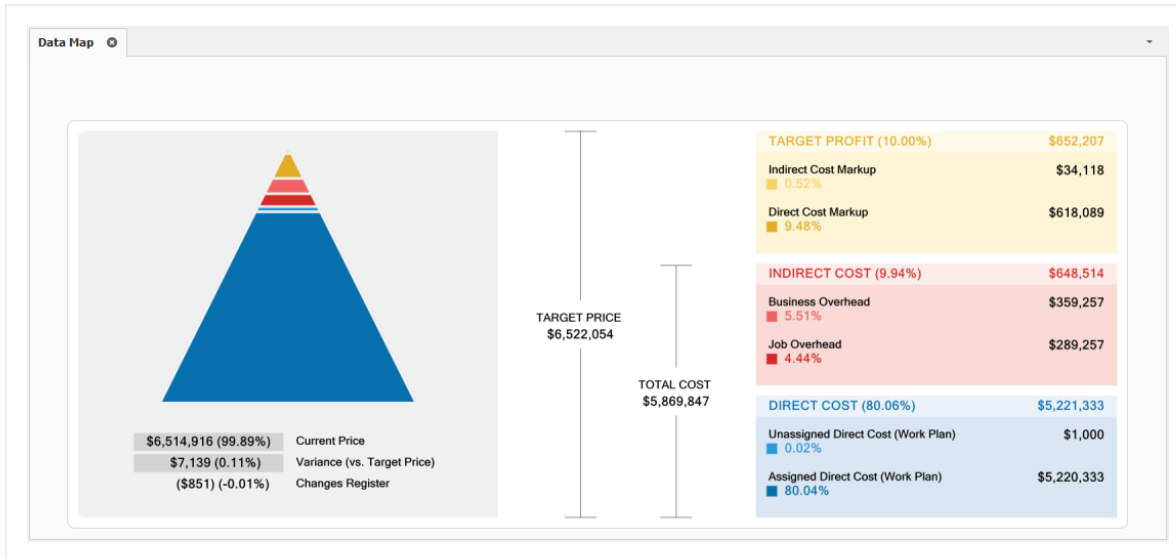 Data Map
TARGET PROFIT (10.00%) $652,207
Indirect Cost Markup $34,118
0.52%
Direct Cost Markup $618,089
9.48%
INDIRECT COST (9.94%) $648,514
Business Overhead $359,257
5.51%
Job Overhead $289,257
4.44%
DIRECT COST (80.06%) $5,221,333
Unassigned Direct Cost (Work Plan) $1,000
0.02%
Assigned Direct Cost (Work Plan) $5,220,333
80.04%
TARGET PRICE
$6,522,054
TOTAL COST
$5,869,847
$6,514,916 (99.89%) Current Price
$7,139 (0.11%) Variance (vs. Target Price)
($851) (-0.01%) Changes Register